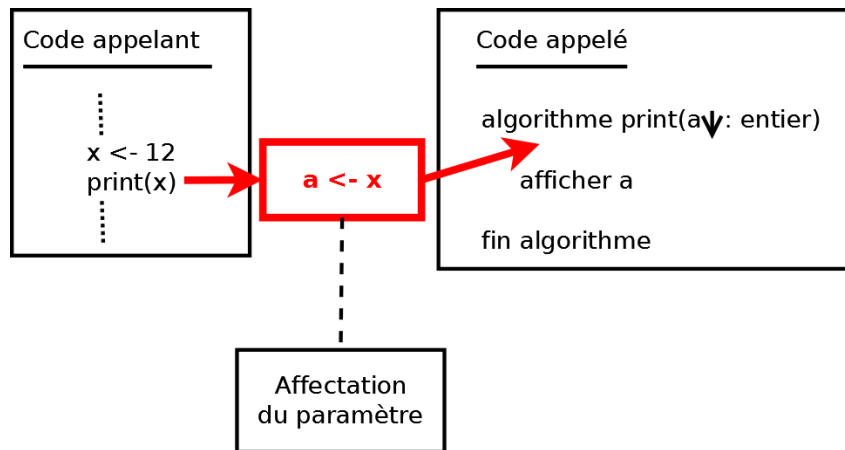 Code appelant
x <- 12
print(x)
a <- x
Code appelé
algorithme print(a↓: entier)
afficher a
fin algorithme
Affectation
du paramètre